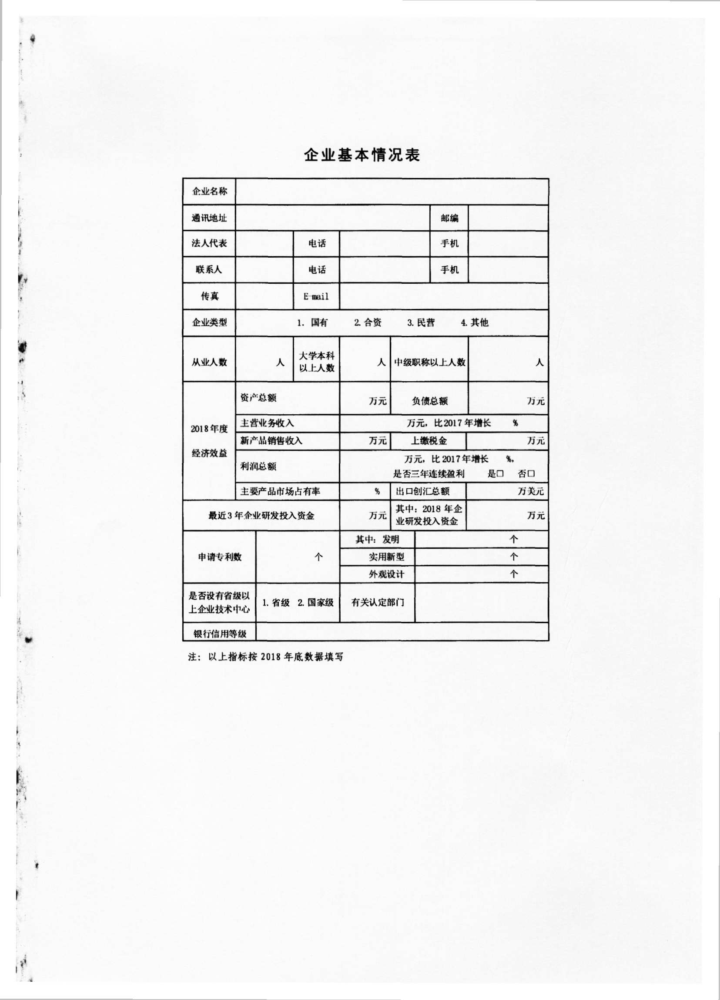 企业基本情况表
企业名称
通讯地址 邮编
法人代表 电话 手机
联系人 电话 手机
传真 E-mail
企业类型 1. 国有 2. 合资 3. 民营 4. 其他
从业人数 人 大学本科 以上人数 人 中级职称以上人数 人
2018年度
经济效益
资产总额 万元 负债总额 万元
主营业务收入 万元，比2017年增长 %
新产品销售收入 万元 上缴税金 万元
利润总额 万元，比2017年增长 %，
是否三年连续盈利 是□ 否□
主要产品市场占有率 % 出口创汇总额 万美元
最近3年企业研发投入资金 万元 其中：2018年企
业研发投入资金 万元
申请专利数 个
其中：发明 个
实用新型 个
外观设计 个
是否设有省级以
上企业技术中心 1. 省级 2. 国家级 有关认定部门
银行信用等级
注：以上指标按2018年底数据填写